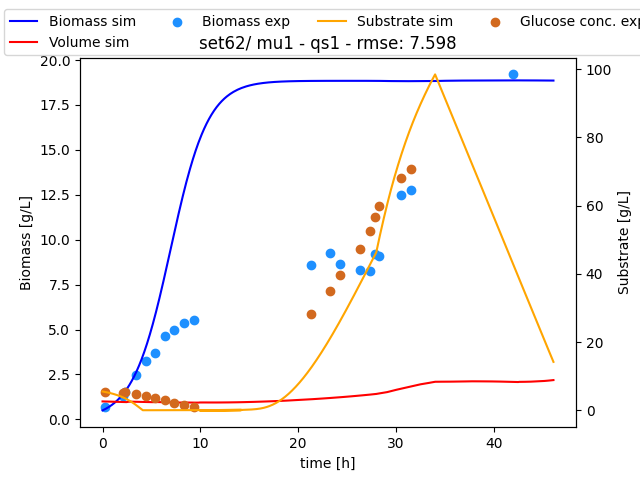 Biomass sim Biomass exp Substrate sim Glucose conc. exp
Volume sim
set62/ mu1 - qs1 - rmse: 7.598
20.0
17.5
15.0
12.5
10.0
7.5
5.0
2.5
0.0
Biomass [g/L]
100
80
60
40
20
0
Substrate [g/L]
0 10 20 30 40
time [h]